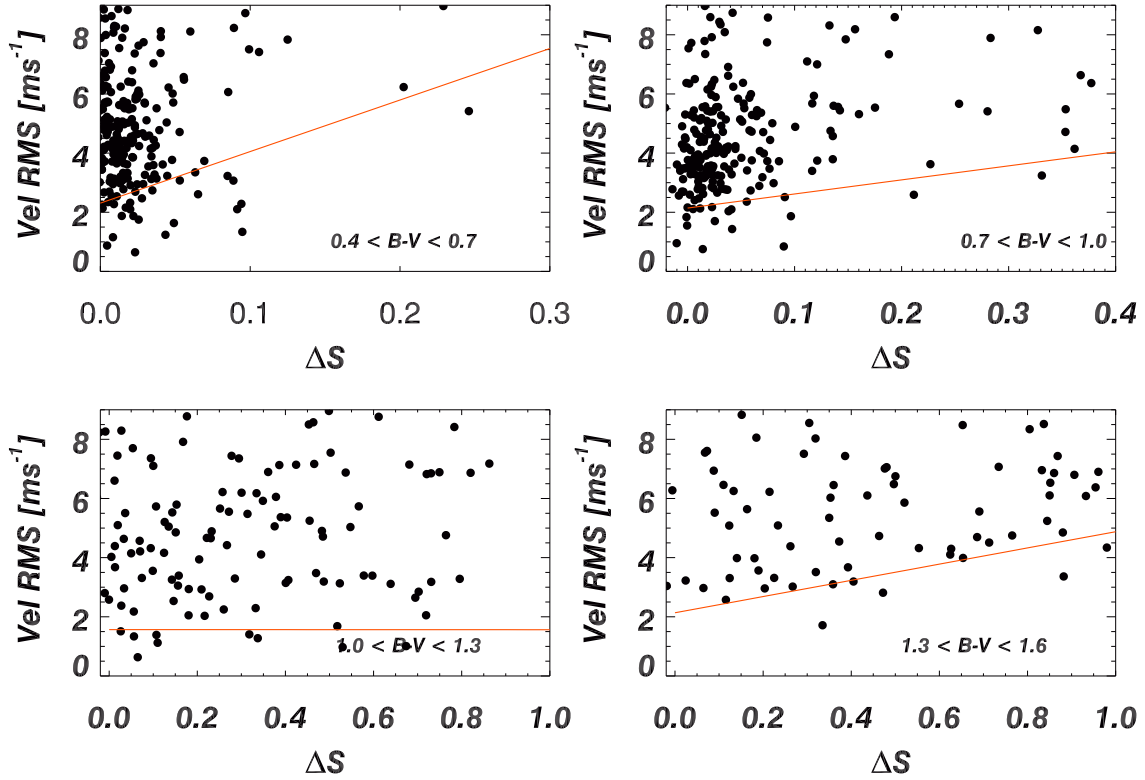 Vel RMS [ms⁻¹]
8
6
4
2
0
0.4 < B-V < 0.7
0.0 0.1 0.2 0.3
ΔS
Vel RMS [ms⁻¹]
8
6
4
2
0
0.7 < B-V < 1.0
0.0 0.1 0.2 0.3 0.4
ΔS
Vel RMS [ms⁻¹]
8
6
4
2
0
1.0 < B-V < 1.3
0.0 0.2 0.4 0.6 0.8 1.0
ΔS
Vel RMS [ms⁻¹]
8
6
4
2
0
1.3 < B-V < 1.6
0.0 0.2 0.4 0.6 0.8 1.0
ΔS